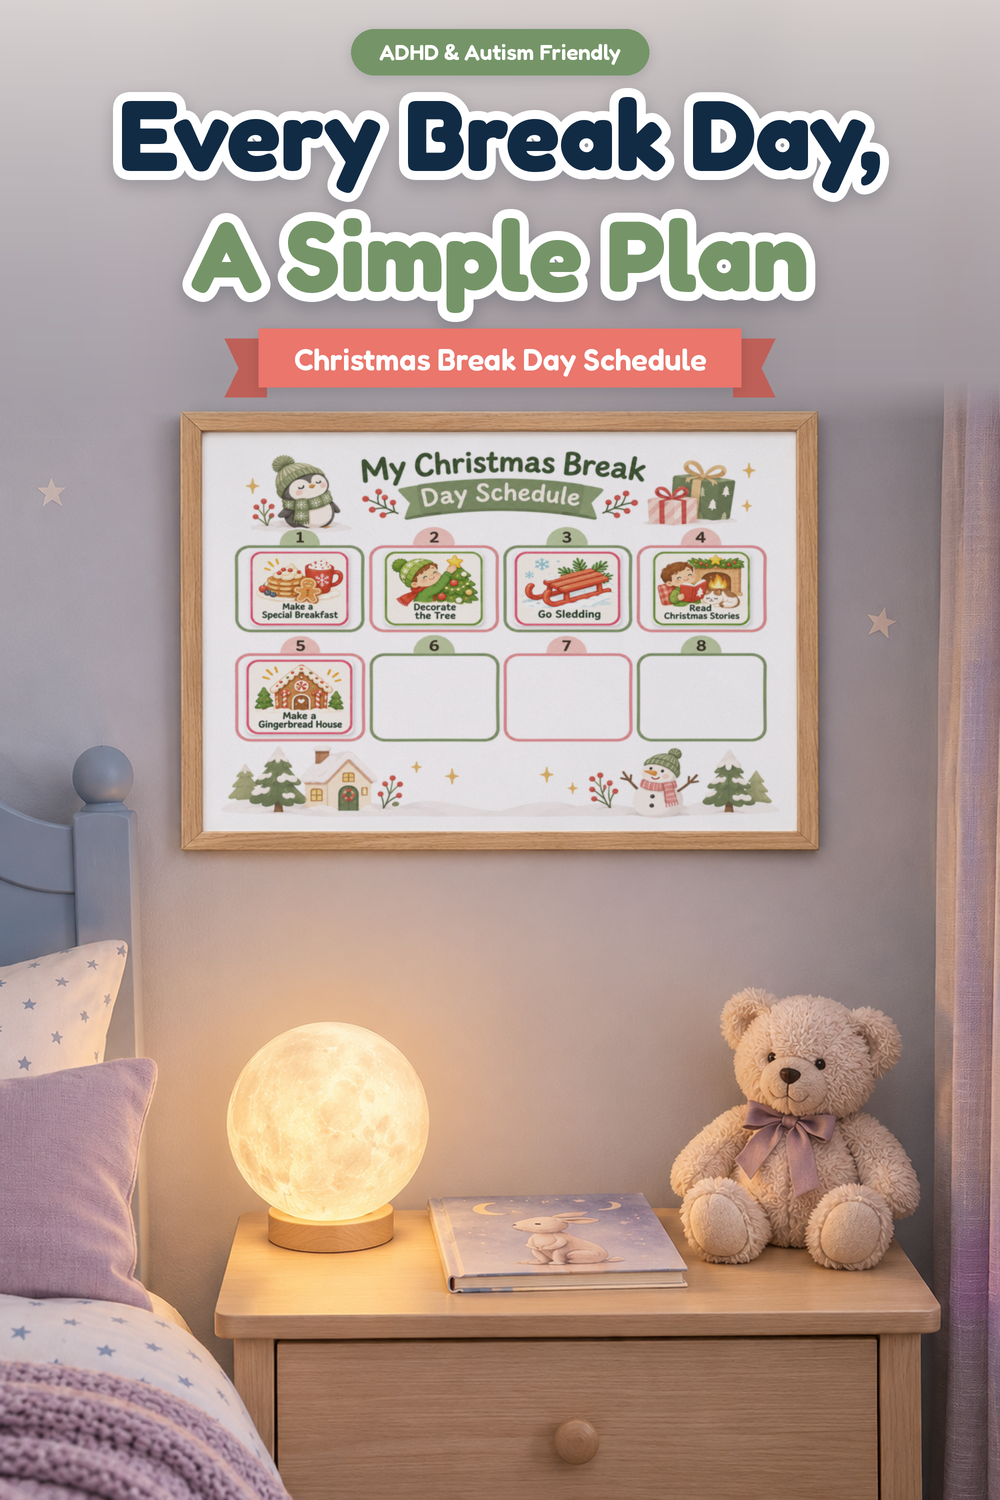 ADHD & Autism Friendly
Every Break Day,
A Simple Plan
Christmas Break Day Schedule
My Christmas Break
Day Schedule
1
2
3
4
Make a
Special Breakfast
Decorate
the Tree
Go Sledding
Read
Christmas Stories
5
6
7
8
Make a
Gingerbread House